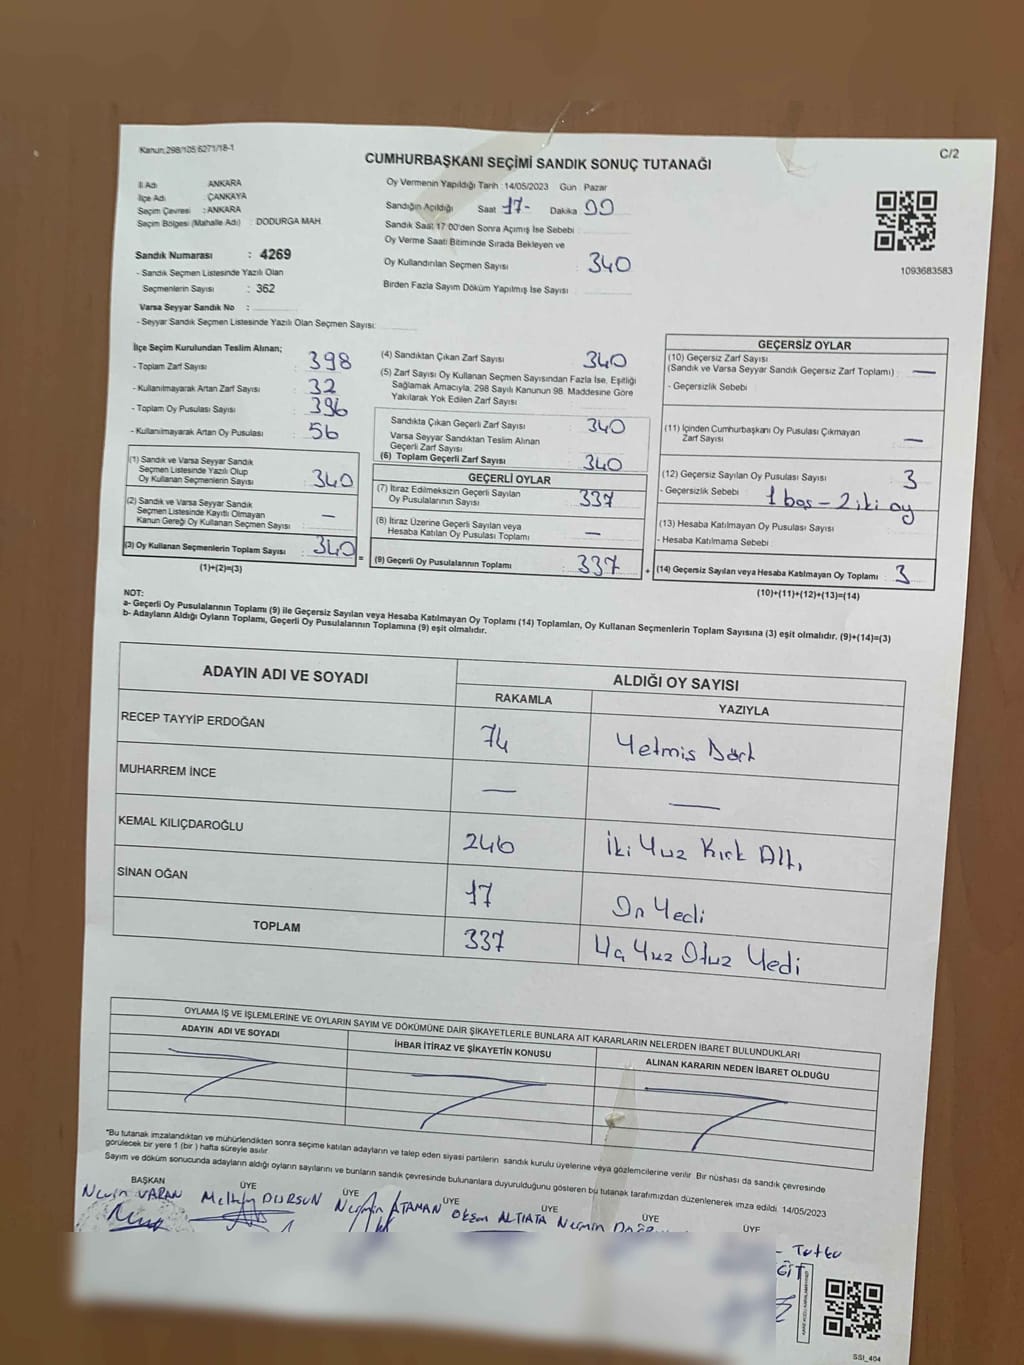 Kanun:298/105 6271/18-1
C/2
CUMHURBAŞKANI SEÇİMİ SANDIK SONUÇ TUTANAĞI
İl Adı ANKARA
İlçe Adı ÇANKAYA
Seçim Çevresi : ANKARA
Seçim Bölgesi (Mahalle Adı) : DODURGA MAH.
Sandık Numarası : 4269
- Sandık Seçmen Listesinde Yazılı Olan
Seçmenlerin Sayısı : 362
Varsa Seyyar Sandık No :
- Seyyar Sandık Seçmen Listesinde Yazılı Olan Seçmen Sayısı:
Oy Vermenin Yapıldığı Tarih : 14/05/2023 Gün Pazar
Sandığın Açıldığı Saat 17- Dakika 00
Sandık Saat 17:00'den Sonra Açılmış İse Sebebi
Oy Verme Saati Bitiminde Sırada Bekleyen ve
Oy Kullandırılan Seçmen Sayısı : 340
Birden Fazla Sayım Döküm Yapılmış İse Sayısı :
1093683583
İlçe Seçim Kurulundan Teslim Alınan;
- Toplam Zarf Sayısı : 398
- Kullanılmayarak Artan Zarf Sayısı : 32
- Toplam Oy Pusulası Sayısı : 396
- Kullanılmayarak Artan Oy Pusulası : 56
(1) Sandık ve Varsa Seyyar Sandık
Seçmen Listesinde Yazılı Olup
Oy Kullanan Seçmenlerin Sayısı : 340
(2) Sandık ve Varsa Seyyar Sandık
Seçmen Listesinde Kayıtlı Olmayan
Kanun Gereği Oy Kullanan Seçmen Sayısı : —
(3) Oy Kullanan Seçmenlerin Toplam Sayısı : 340
(1)+(2)=(3)
(4) Sandıktan Çıkan Zarf Sayısı : 340
(5) Zarf Sayısı Oy Kullanan Seçmen Sayısından Fazla İse, Eşitliği
Sağlamak Amacıyla, 298 Sayılı Kanunun 98. Maddesine Göre
Yakılarak Yok Edilen Zarf Sayısı
Sandıkta Çıkan Geçerli Zarf Sayısı : 340
Varsa Seyyar Sandıktan Teslim Alınan
Geçerli Zarf Sayısı
(6) Toplam Geçerli Zarf Sayısı : 340
GEÇERLİ OYLAR
(7) İtiraz Edilmeksizin Geçerli Sayılan
Oy Pusulalarının Sayısı : 337
(8) İtiraz Üzerine Geçerli Sayılan veya
Hesaba Katılan Oy Pusulası Toplamı : —
= (9) Geçerli Oy Pusulalarının Toplamı : 337
GEÇERSİZ OYLAR
(10) Geçersiz Zarf Sayısı
(Sandık ve Varsa Seyyar Sandık Geçersiz Zarf Toplamı) : —
- Geçersizlik Sebebi
(11) İçinden Cumhurbaşkanı Oy Pusulası Çıkmayan
Zarf Sayısı : —
(12) Geçersiz Sayılan Oy Pusulası Sayısı : 3
- Geçersizlik Sebebi : 1 boş - 2 iki oy
(13) Hesaba Katılmayan Oy Pusulası Sayısı
- Hesaba Katılmama Sebebi
+ (14) Geçersiz Sayılan veya Hesaba Katılmayan Oy Toplamı : 3
(10)+(11)+(12)+(13)=(14)
NOT:
a- Geçerli Oy Pusulalarının Toplamı (9) ile Geçersiz Sayılan veya Hesaba Katılmayan Oy Toplamı (14) Toplamları, Oy Kullanan Seçmenlerin Toplam Sayısına (3) eşit olmalıdır. (9)+(14)=(3)
b- Adayların Aldığı Oyların Toplamı, Geçerli Oy Pusulalarının Toplamına (9) eşit olmalıdır.
ADAYIN ADI VE SOYADI
ALDIĞI OY SAYISI
RAKAMLA YAZIYLA
RECEP TAYYİP ERDOĞAN 74 Yetmiş Dört
MUHARREM İNCE — —
KEMAL KILIÇDAROĞLU 246 İki Yuz Kırk Altı
SİNAN OĞAN 17 On Yedi
TOPLAM 337 Üç Yuz Otuz Yedi
OYLAMA İŞ VE İŞLEMLERİNE VE OYLARIN SAYIM VE DÖKÜMÜNE DAİR ŞİKAYETLERLE BUNLARA AİT KARARLARIN NELERDEN İBARET BULUNDUKLARI
ADAYIN ADI VE SOYADI
İHBAR İTİRAZ VE ŞİKAYETİN KONUSU
ALINAN KARARIN NEDEN İBARET OLDUĞU
*Bu tutanak imzalandıktan ve mühürlendikten sonra seçime katılan adayların ve talep eden siyasi partilerin sandık kurulu üyelerine veya gözlemcilerine verilir. Bir nüshası da sandık çevresinde
görülecek bir yere 1 (bir) hafta süreyle asılır
Sayım ve döküm sonucunda adayların aldığı oyların sayılarını ve bunların sandık çevresinde bulunanlara duyurulduğunu gösteren bu tutanak tarafımızdan düzenlenerek imza edildi. 14/05/2023
BAŞKAN ÜYE ÜYE ÜYE ÜYE ÜYE ÜYE
VARAN DURSUN ATAMAN ALTIATA Nermin
SSI_404